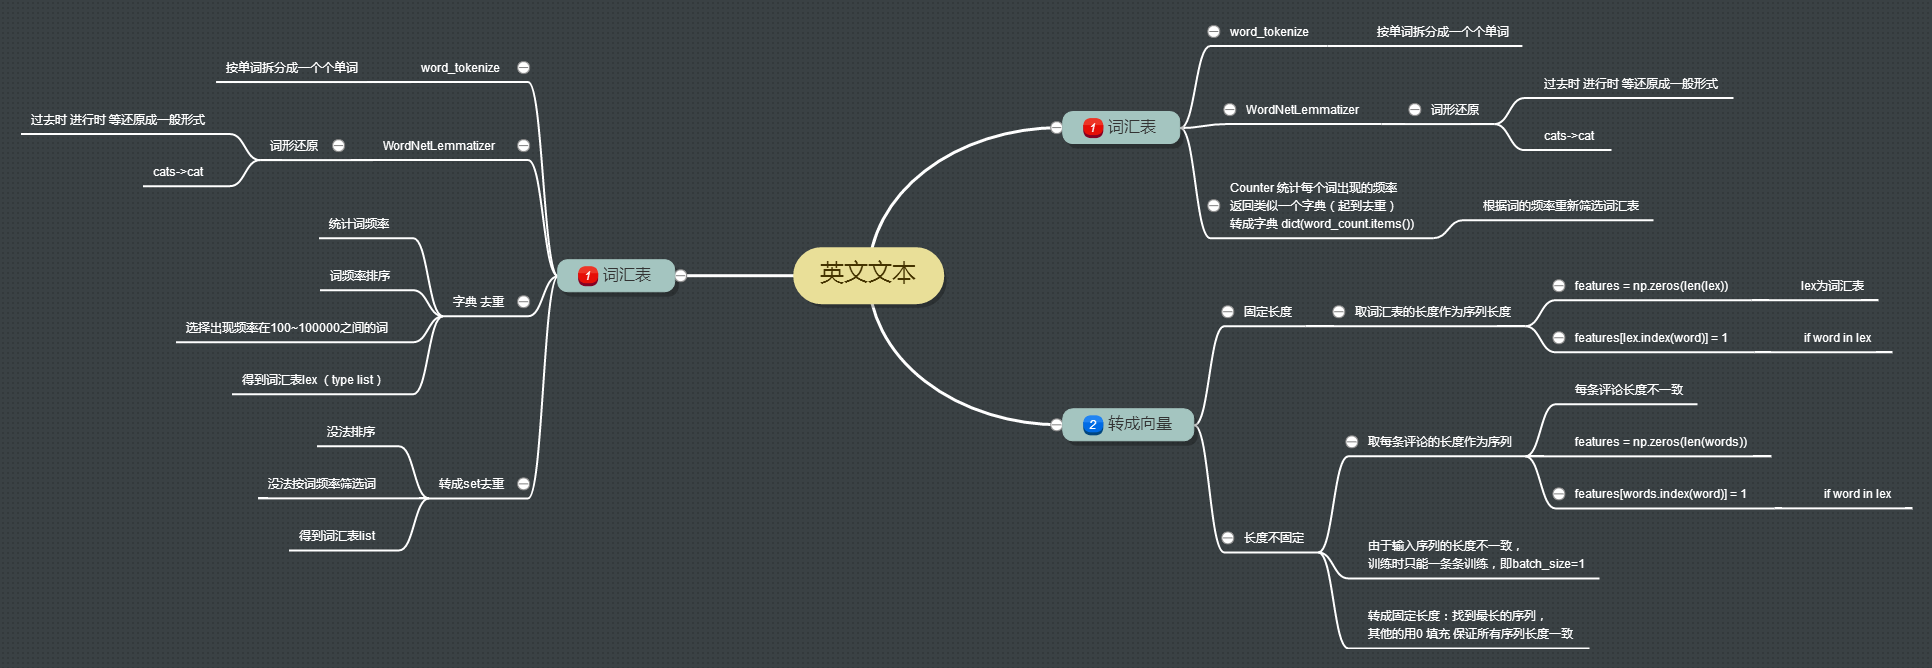 英文文本
1 词汇表
word_tokenize
按单词拆分成一个个单词
WordNetLemmatizer
词形还原
过去时 进行时 等还原成一般形式
cats->cat
Counter 统计每个词出现的频率
返回类似一个字典（起到去重）
转成字典 dict(word_count.items())
根据词的频率重新筛选词汇表
2 转成向量
固定长度
取词汇表的长度作为序列长度
features = np.zeros(len(lex))
lex为词汇表
features[lex.index(word)] = 1
if word in lex
长度不固定
取每条评论的长度作为序列
每条评论长度不一致
features = np.zeros(len(words))
features[words.index(word)] = 1
if word in lex
由于输入序列的长度不一致，
训练时只能一条条训练，即batch_size=1
转成固定长度：找到最长的序列，
其他的用0 填充 保证所有序列长度一致
1 词汇表
word_tokenize
按单词拆分成一个个单词
WordNetLemmatizer
词形还原
过去时 进行时 等还原成一般形式
cats->cat
字典 去重
统计词频率
词频率排序
选择出现频率在100~100000之间的词
得到词汇表lex （type list）
转成set去重
没法排序
没法按词频率筛选词
得到词汇表list